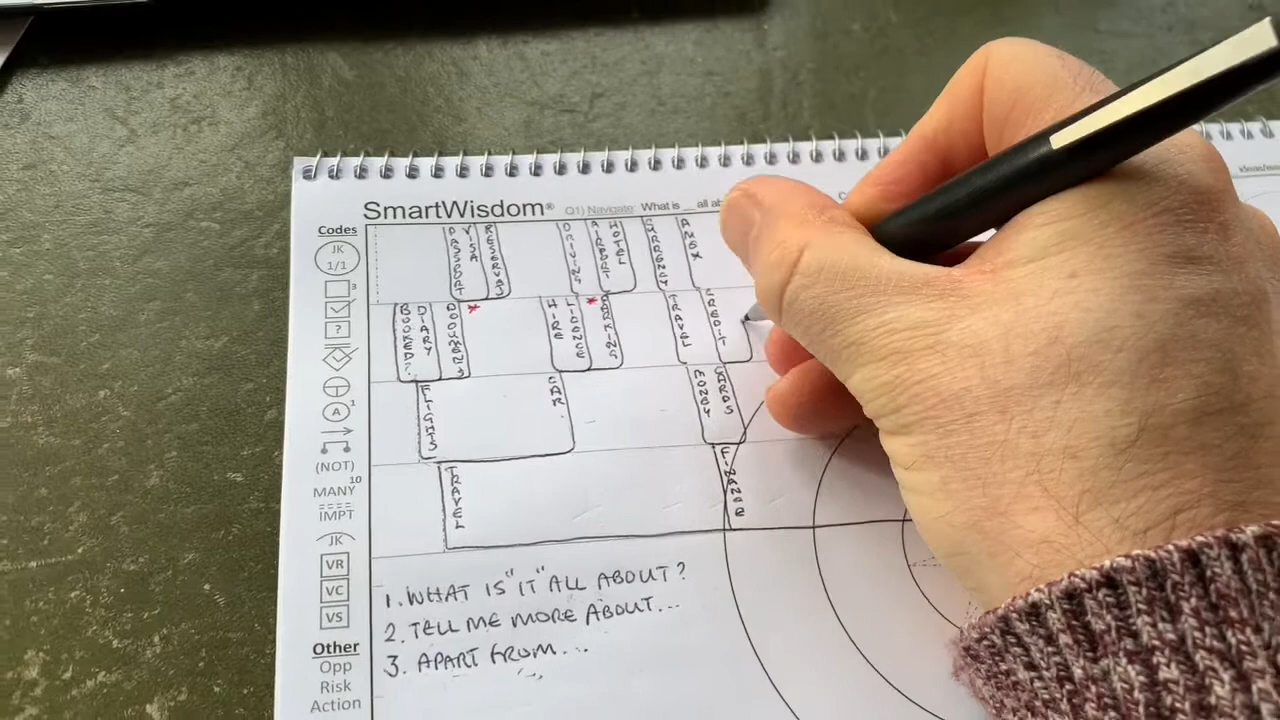 SmartWisdom® Q1) Navigate: What is __ all ab
Codes
JK
1/1
3
?
A 1
(NOT)
MANY 10
IMPT
JK
VR
VC
VS
Other
Opp
Risk
Action
PASSPORT
VISA
DRIVING
AIRPORT
HOTEL
CURRENCY
AMEX
BOOKED?
DIARY
*
HIRE
LICENCE
*
PARKING
TRAVEL
CREDIT
FLIGHTS
CAR
MONEY
CARDS
TRAVEL
FINANCE
1. WHAT IS "IT" ALL ABOUT?
2. TELL ME MORE ABOUT...
3. APART FROM...